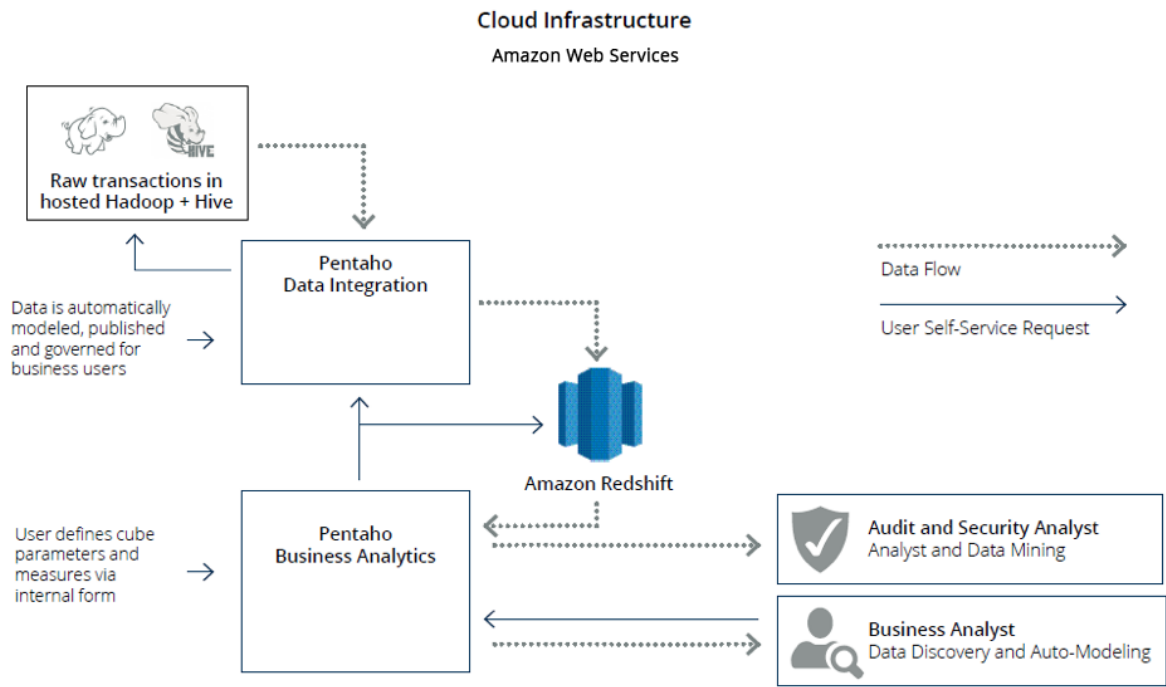 Cloud Infrastructure
Amazon Web Services
HIVE
Raw transactions in
hosted Hadoop + Hive
Pentaho
Data Integration
Data Flow
User Self-Service Request
Data is automatically
modeled, published
and governed for
business users
Amazon Redshift
User defines cube
parameters and
measures via
internal form
Pentaho
Business Analytics
Audit and Security Analyst
Analyst and Data Mining
Business Analyst
Data Discovery and Auto-Modeling